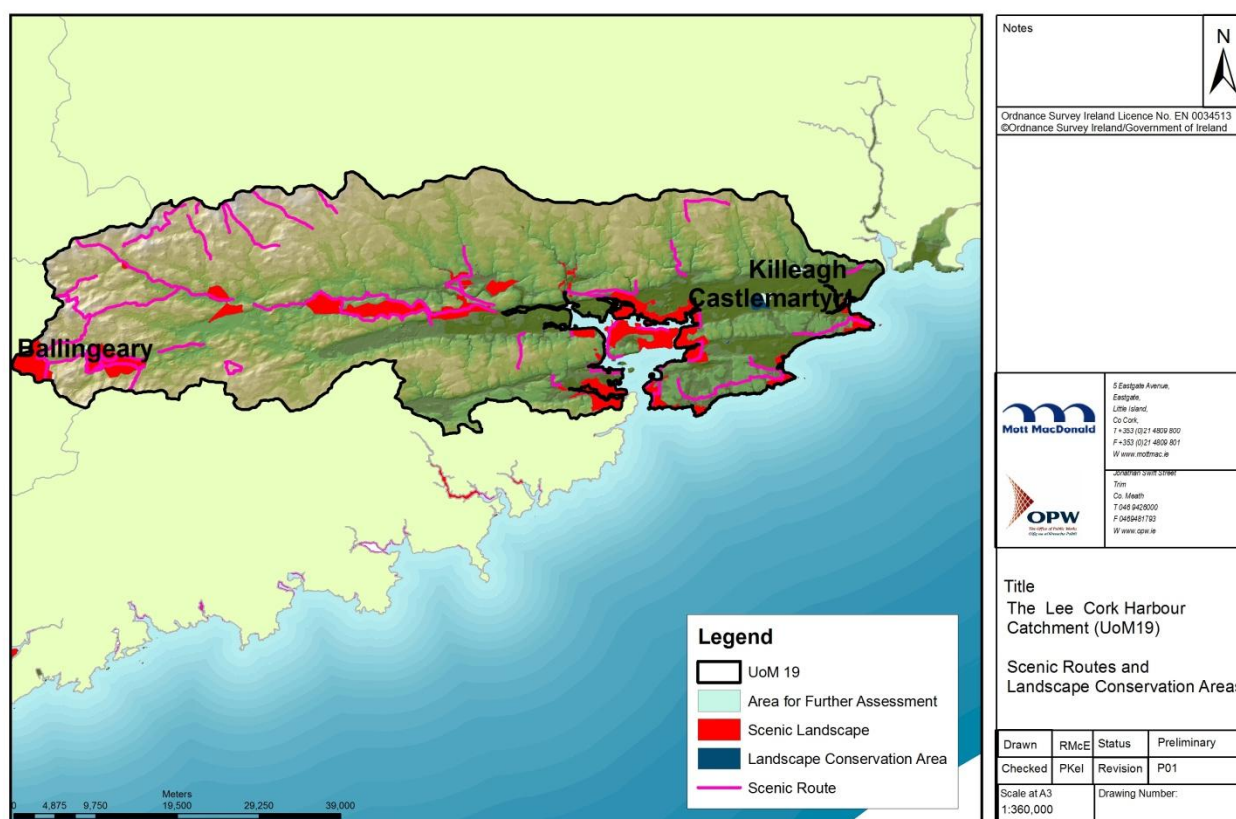 Killeagh
Castlemartyr
Ballingeary
Legend
UoM 19
Area for Further Assessment
Scenic Landscape
Landscape Conservation Area
Scenic Route
Meters
0 4,875 9,750 19,500 29,250 39,000
Notes
N
Ordnance Survey Ireland Licence No. EN 0034513
©Ordnance Survey Ireland/Government of Ireland
Mott MacDonald
5 Eastgate Avenue,
Eastgate,
Little Island,
Co Cork,
T +353 (0)21 4809 800
F +353 (0)21 4809 801
W www.mottmac.ie
OPW
The Office of Public Works
Jonathan Swift Street
Trim
Co. Meath
T 046 9426000
F 0469481793
W www.opw.ie
Title
The Lee Cork Harbour
Catchment (UoM19)
Scenic Routes and
Landscape Conservation Areas
Drawn RMcE Status Preliminary
Checked PKel Revision P01
Scale at A3 Drawing Number:
1:360,000